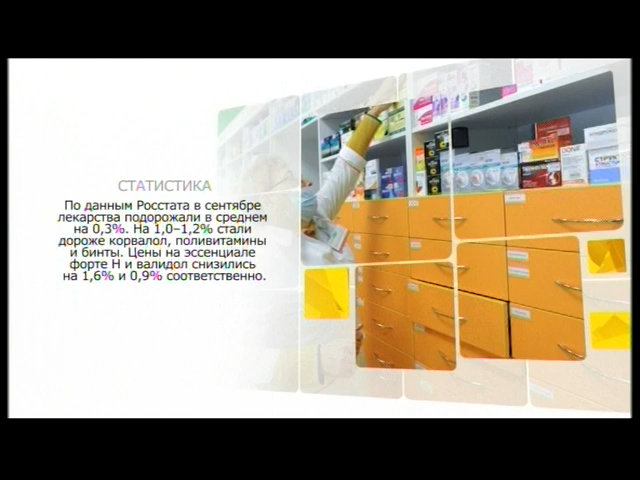 СТАТИСТИКА
По данным Росстата в сентябре
лекарства подорожали в среднем
на 0,3%. На 1,0–1,2% стали
дороже корвалол, поливитамины
и бинты. Цены на эссенциале
форте Н и валидол снизились
на 1,6% и 0,9% соответственно.